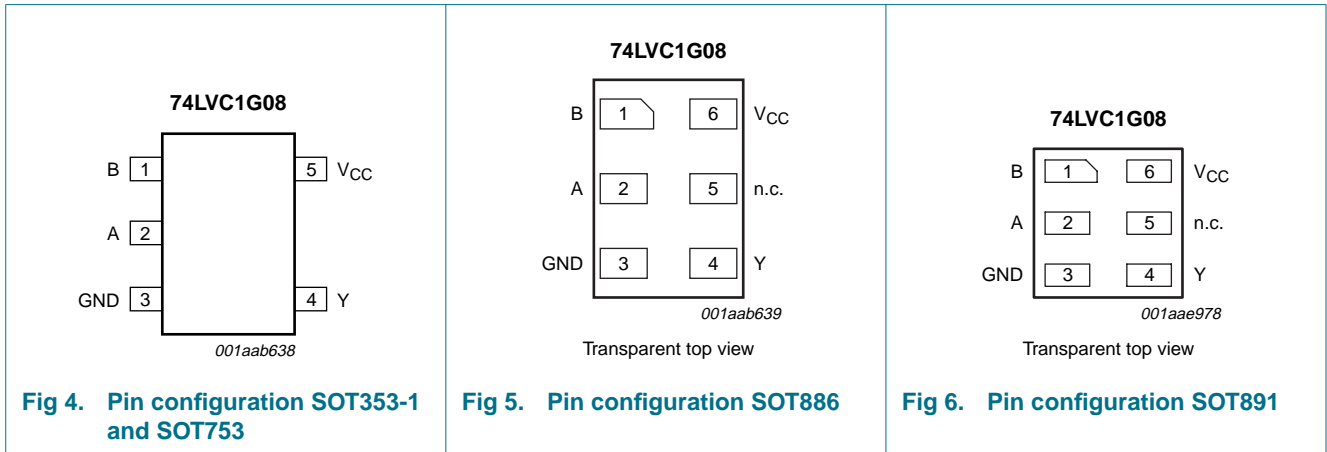 74LVC1G08
B 1
5 VCC
A 2
GND 3
4 Y
001aab638
Fig 4. Pin configuration SOT353-1
and SOT753
74LVC1G08
B 1 6 VCC
A 2 5 n.c.
GND 3 4 Y
001aab639
Transparent top view
Fig 5. Pin configuration SOT886
74LVC1G08
B 1 6 VCC
A 2 5 n.c.
GND 3 4 Y
001aae978
Transparent top view
Fig 6. Pin configuration SOT891